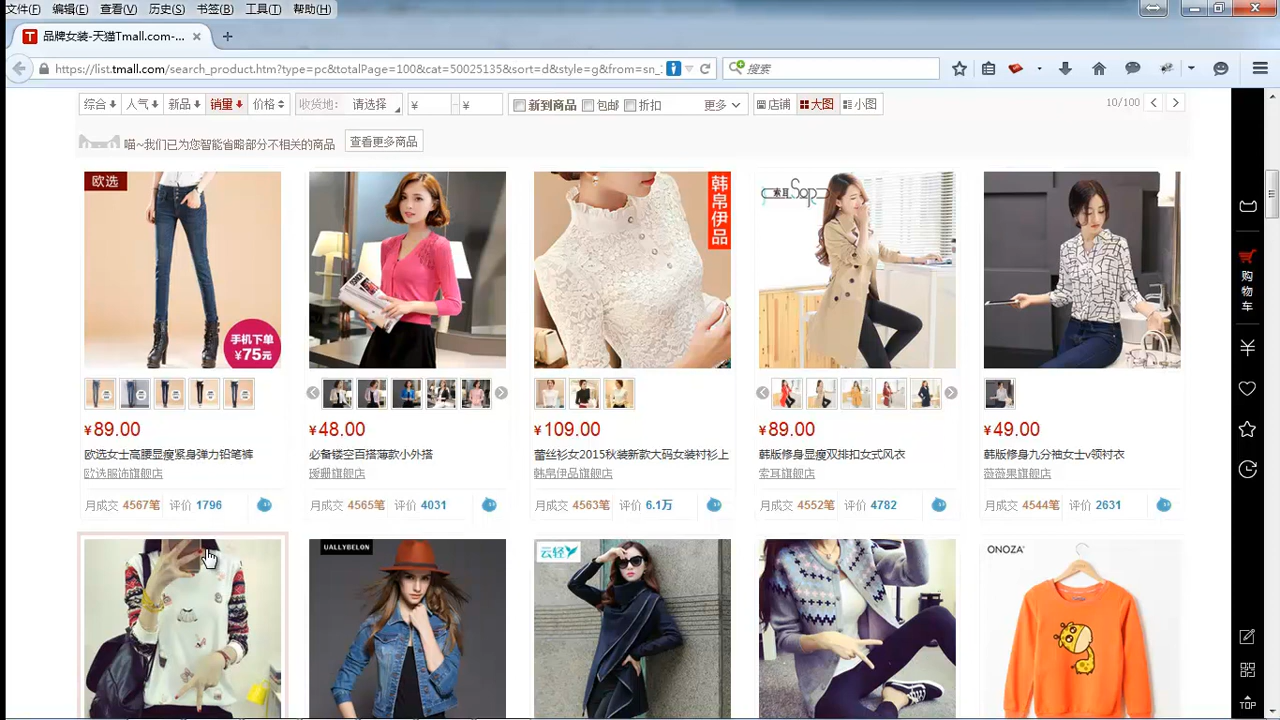 文件(F) 编辑(E) 查看(V) 历史(S) 书签(B) 工具(T) 帮助(H)
品牌女装-天猫Tmall.com-...
https://list.tmall.com/search_product.htm?type=pc&totalPage=100&cat=50025135&sort=d&style=g&from=sn_
搜索
综合 人气 新品 销量 价格 收货地： 请选择 ¥ - ¥ 新到商品 包邮 折扣 更多 店铺 大图 小图 10/100
喵~我们已为您智能省略部分不相关的商品 查看更多商品
欧选
手机下单
¥75元
韩帛伊品
索耳Sop
¥89.00 ¥48.00 ¥109.00 ¥89.00 ¥49.00
欧选女士高腰显瘦紧身弹力铅笔裤 必备镂空百搭薄款小外搭 蕾丝衫女2015秋装新款大码女装衬衫上 韩版修身显瘦双排扣女式风衣 韩版修身九分袖女士v领衬衣
欧选服饰旗舰店 瑷姗旗舰店 韩帛伊品旗舰店 索耳旗舰店 薇薇果旗舰店
月成交 4567笔 评价 1796 月成交 4565笔 评价 4031 月成交 4563笔 评价 6.1万 月成交 4552笔 评价 4782 月成交 4544笔 评价 2631
UALLYBELON
云轻
ONOZA
购物车
TOP